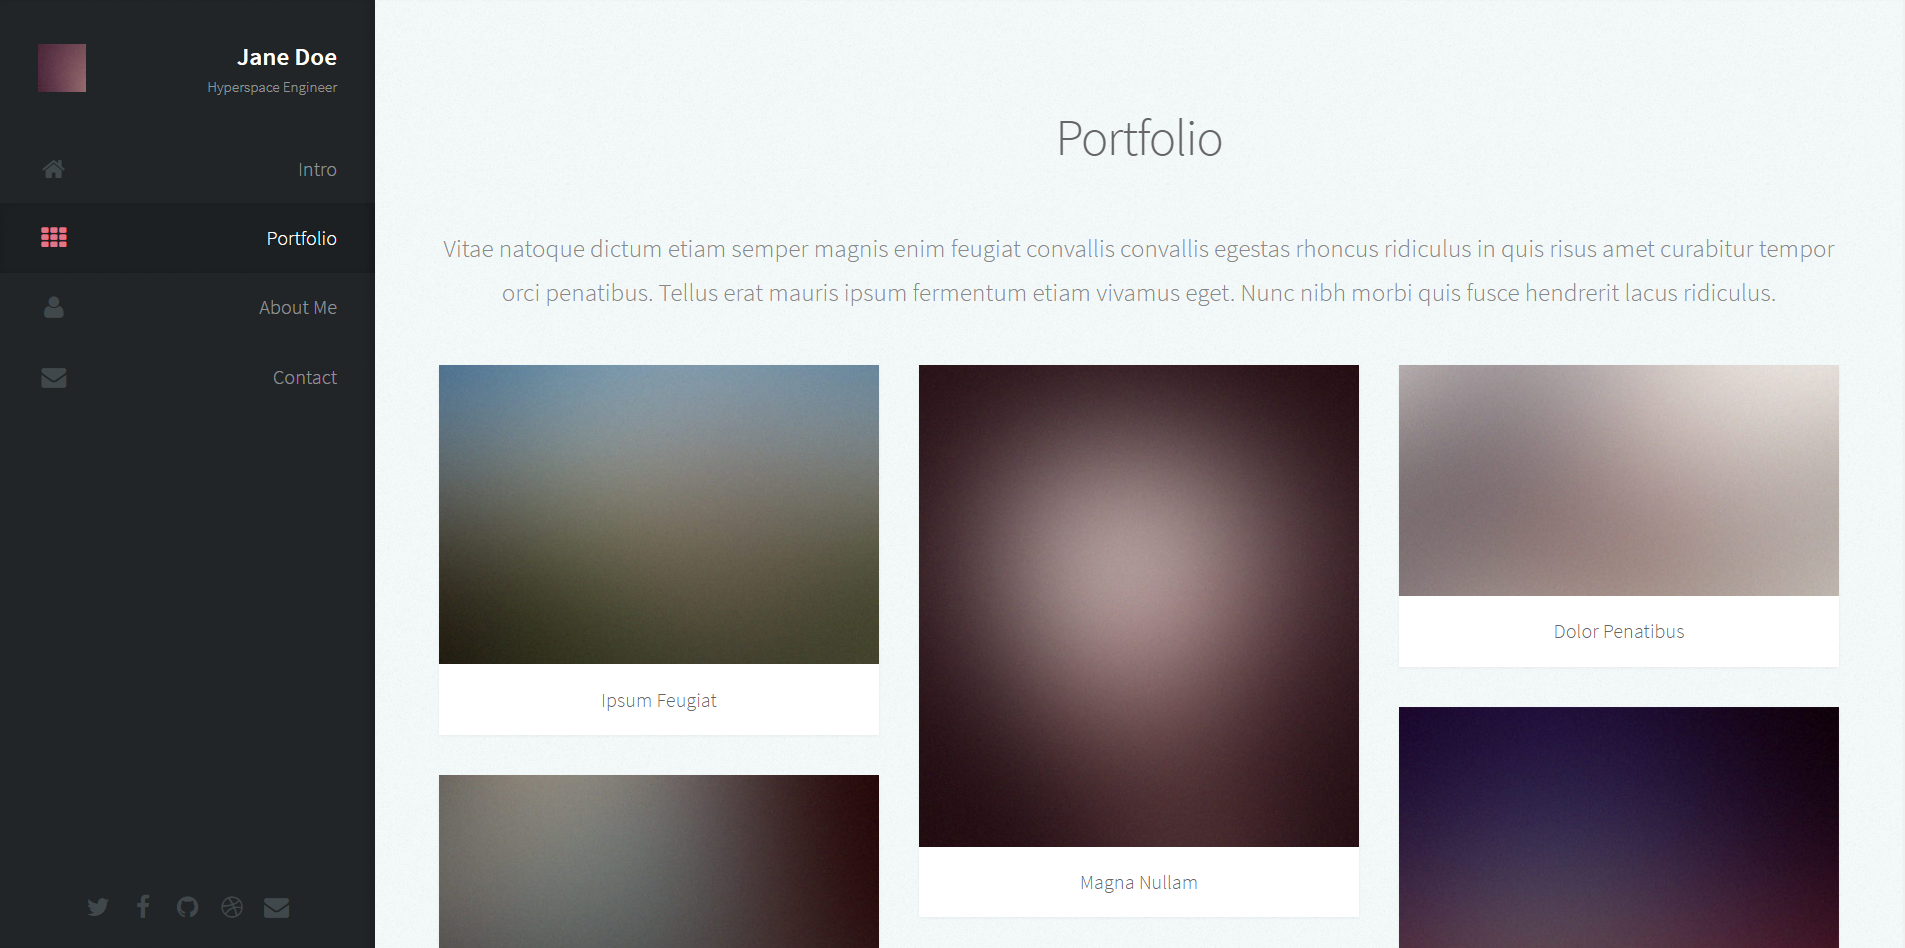 Jane Doe
Hyperspace Engineer
Intro
Portfolio
About Me
Contact
Portfolio
Vitae natoque dictum etiam semper magnis enim feugiat convallis convallis egestas rhoncus ridiculus in quis risus amet curabitur tempor
orci penatibus. Tellus erat mauris ipsum fermentum etiam vivamus eget. Nunc nibh morbi quis fusce hendrerit lacus ridiculus.
Ipsum Feugiat
Magna Nullam
Dolor Penatibus